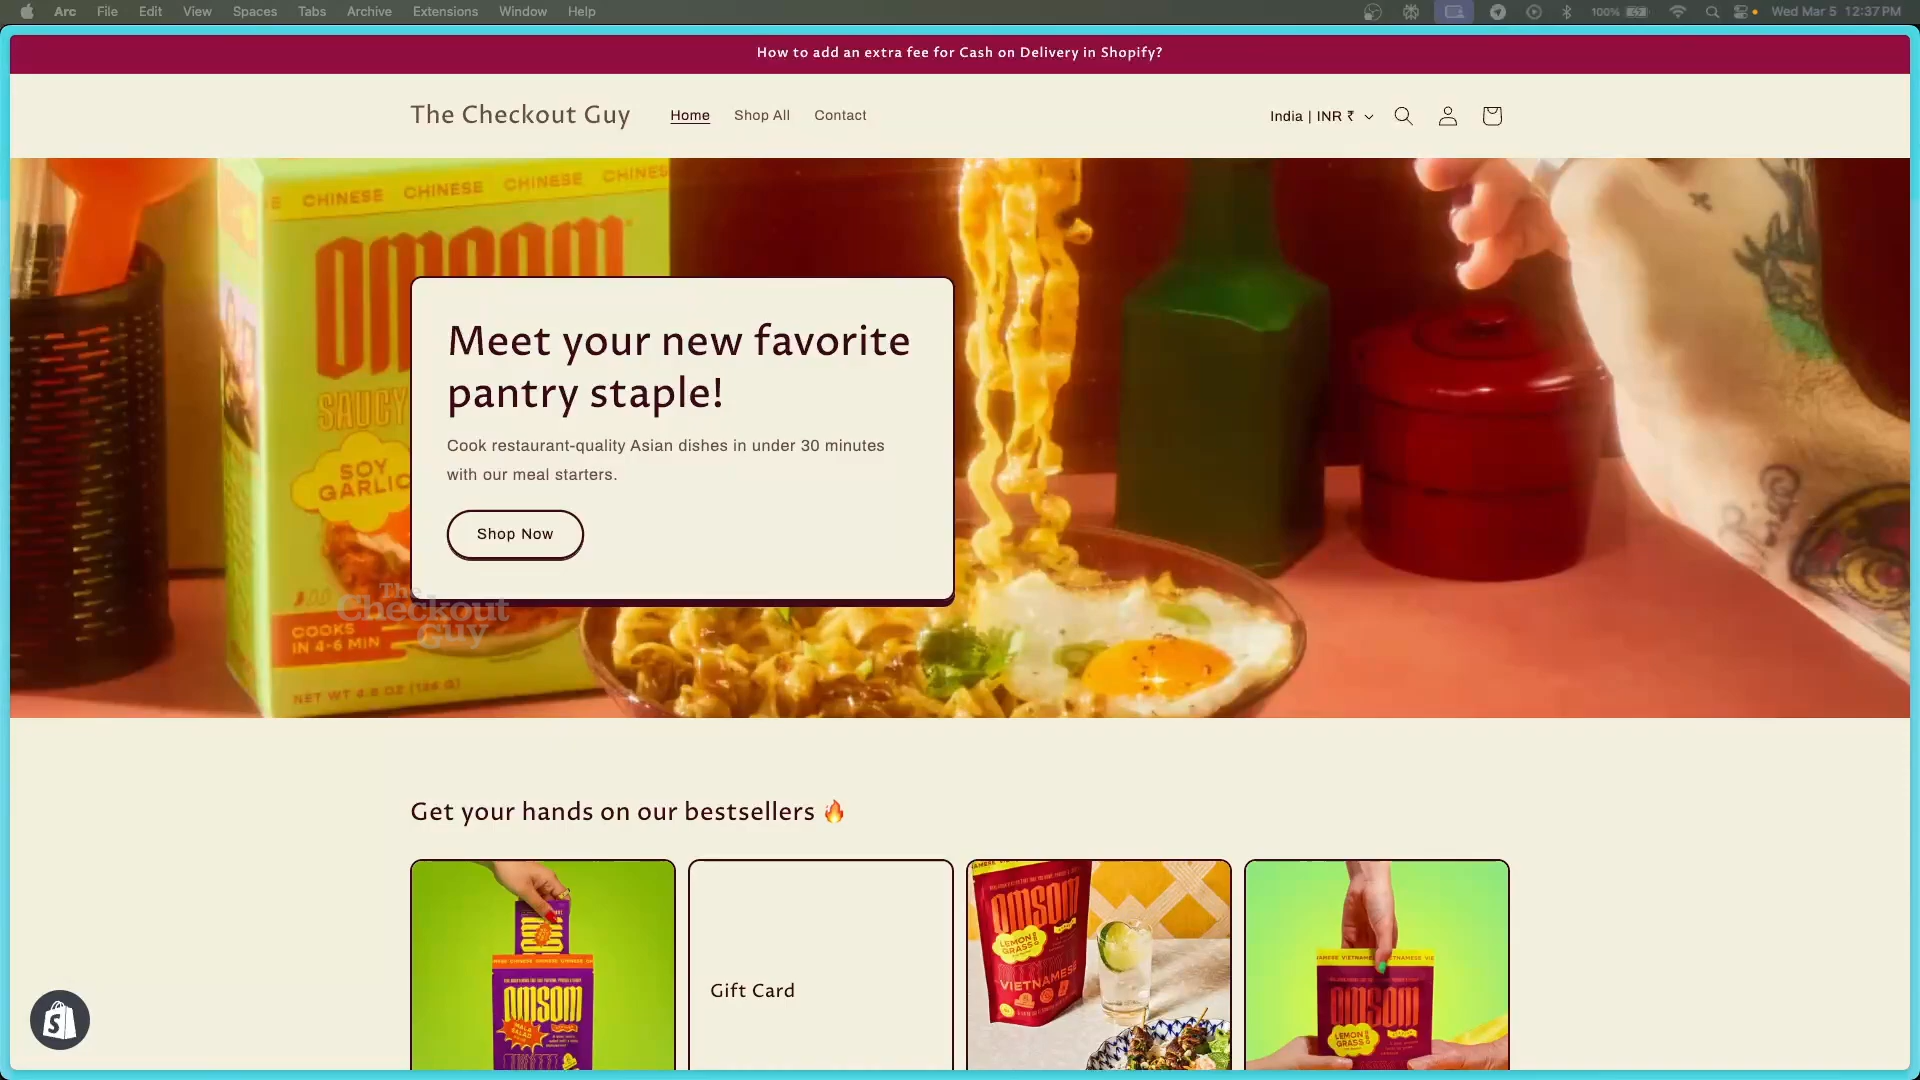 Arc File Edit View Spaces Tabs Archive Extensions Window Help 100% Wed Mar 5 12:37 PM
How to add an extra fee for Cash on Delivery in Shopify?
The Checkout Guy Home Shop All Contact India | INR ₹
CHINESE CHINESE CHINESE CHINESE
OMSOM
SAUCY
SOY
GARLIC
Meet your new favorite
pantry staple!
Cook restaurant-quality Asian dishes in under 30 minutes
with our meal starters.
Shop Now
The
Checkout
Guy
COOKS
IN 4-6 MIN
Get your hands on our bestsellers 🔥
OMSOM
Gift Card
OMSOM
LEMON
GRASS
VIETNAMESE
VIETNAMESE
OMSOM
LEMON
GRASS